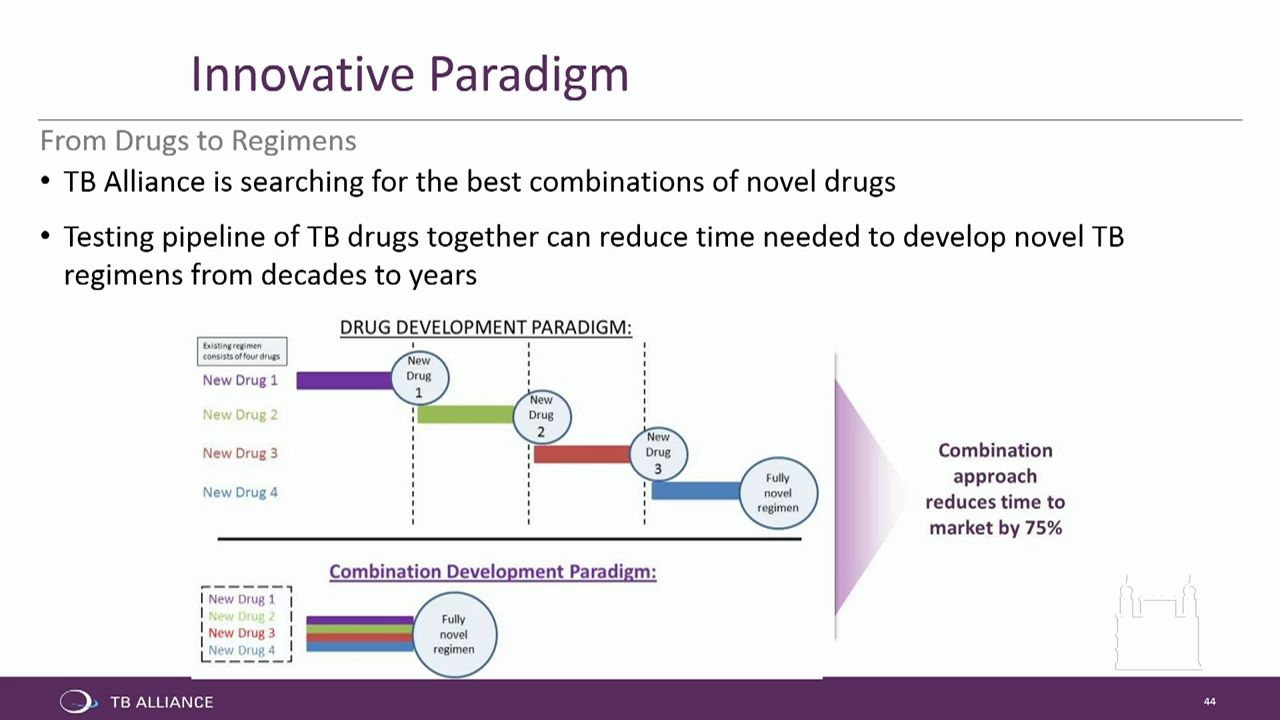 Innovative Paradigm
From Drugs to Regimens
• TB Alliance is searching for the best combinations of novel drugs
• Testing pipeline of TB drugs together can reduce time needed to develop novel TB
regimens from decades to years
DRUG DEVELOPMENT PARADIGM:
Existing regimen
consists of four drugs
New Drug 1
New Drug 2
New Drug 3
New Drug 4
New
Drug
1
New
Drug
2
New
Drug
3
Fully
novel
regimen
Combination
approach
reduces time to
market by 75%
Combination Development Paradigm:
New Drug 1
New Drug 2
New Drug 3
New Drug 4
Fully
novel
regimen
TB ALLIANCE
44